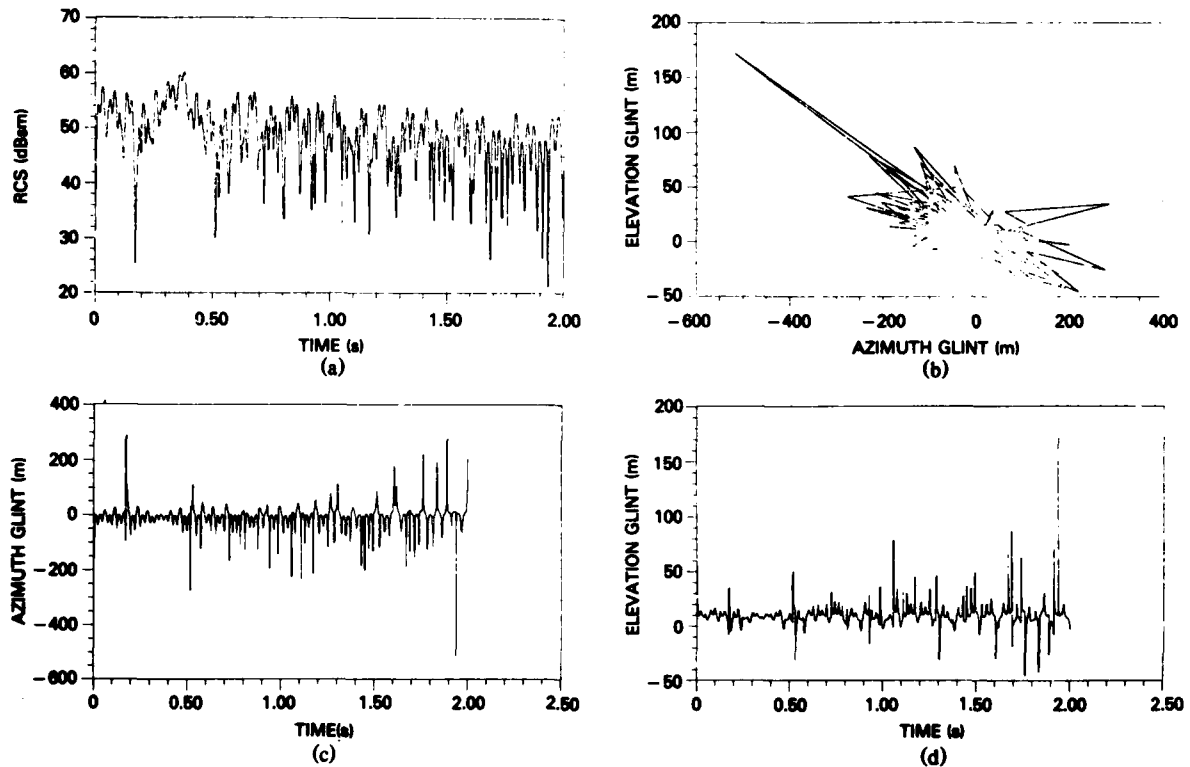 70
60
50
40
30
20
RCS (dBsm)
0 0.50 1.00 1.50 2.00
TIME (s)
(a)
200
150
100
50
0
−50
ELEVATION GLINT (m)
−600 −400 −200 0 200 400
AZIMUTH GLINT (m)
(b)
400
200
0
−200
−400
−600
AZIMUTH GLINT (m)
0 0.50 1.00 1.50 2.00 2.50
TIME(s)
(c)
200
150
100
50
0
−50
ELEVATION GLINT (m)
0 0.50 1.00 1.50 2.00 2.50
TIME (s)
(d)